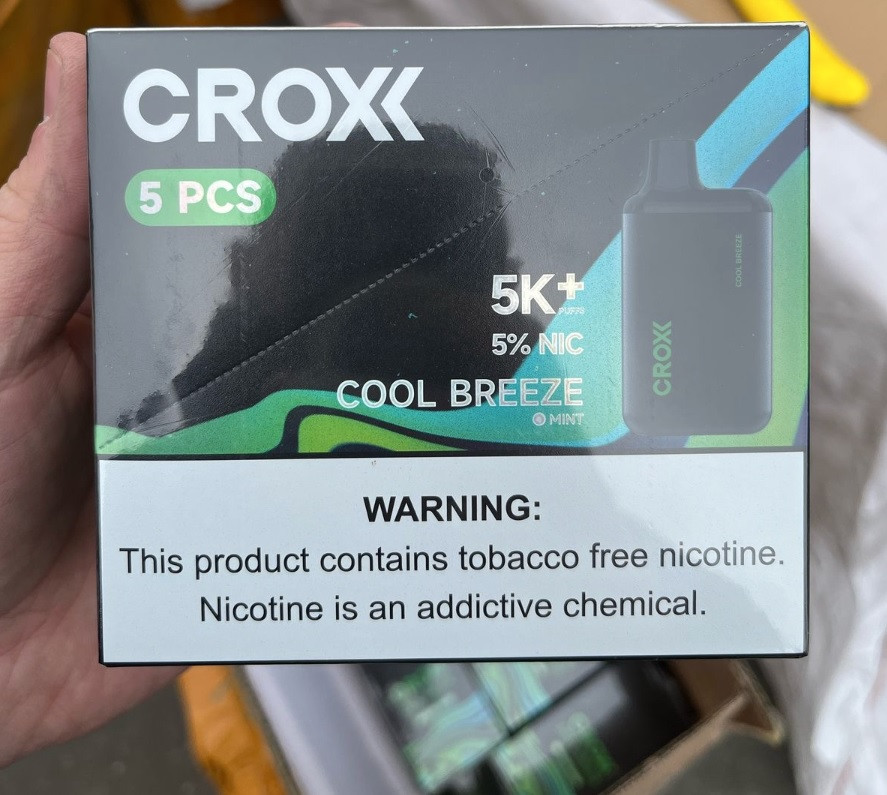 CROXX
5 PCS
5K+
PUFFS
5% NIC
COOL BREEZE
MINT
COOL BREEZE
CROXX
WARNING:
This product contains tobacco free nicotine.
Nicotine is an addictive chemical.